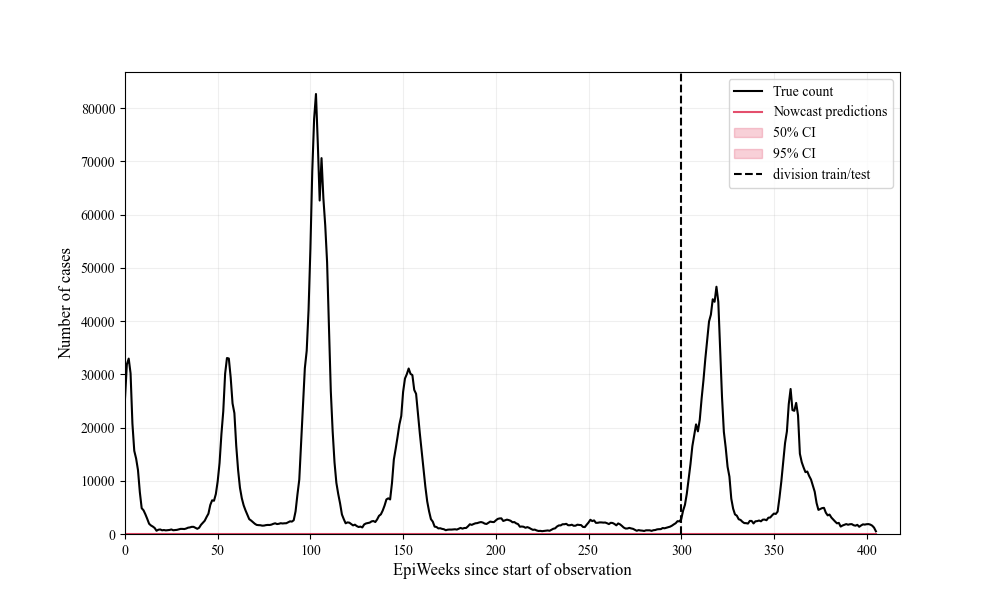 True count
Nowcast predictions
50% CI
95% CI
division train/test
Number of cases
80000
70000
60000
50000
40000
30000
20000
10000
0
0 50 100 150 200 250 300 350 400
EpiWeeks since start of observation